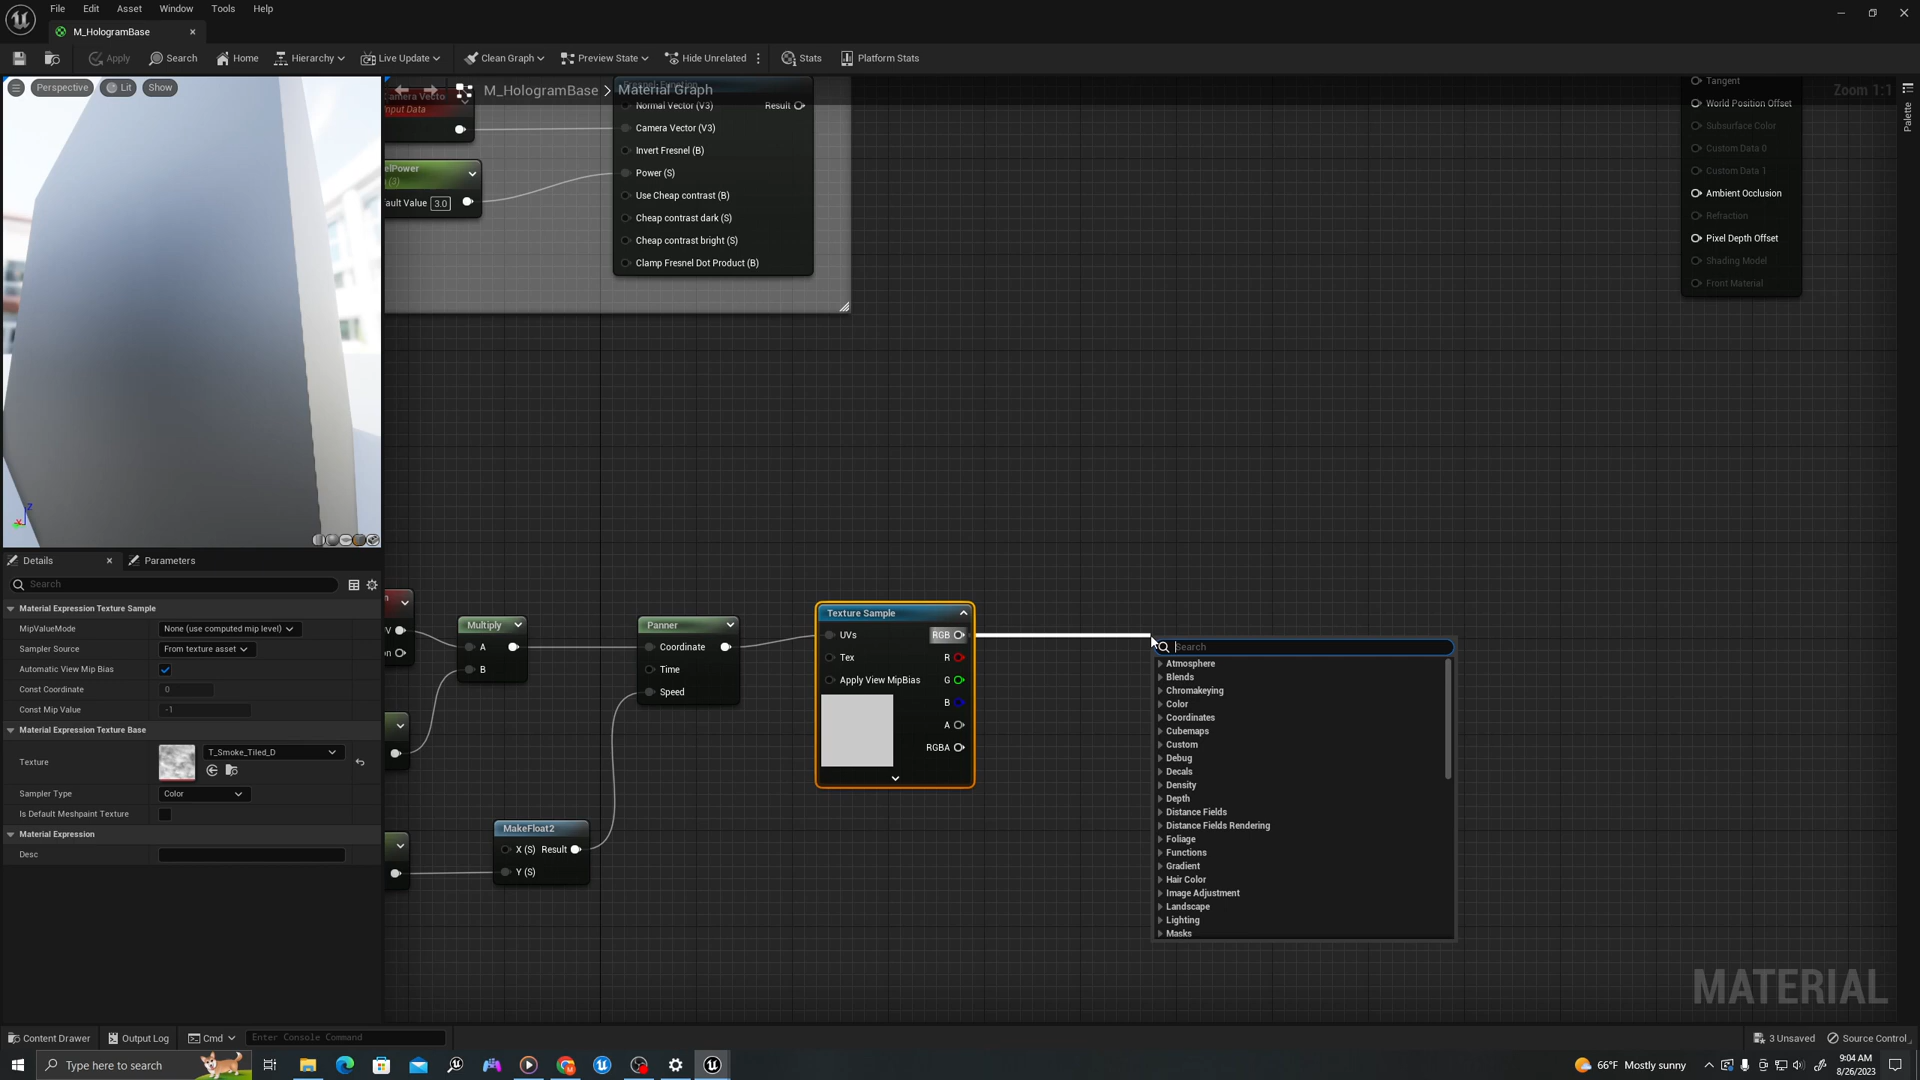 File Edit Asset Window Tools Help
M_HologramBase
Apply Search Home Hierarchy Live Update Clean Graph Preview State Hide Unrelated Stats Platform Stats
Perspective Lit Show
M_HologramBase > Material Graph
Zoom 1:1
Palette
Input Data
Normal Vector (V3) Result
Camera Vector (V3)
Invert Fresnel (B)
Power (S)
Use Cheap contrast (B)
Cheap contrast dark (S)
Cheap contrast bright (S)
Clamp Fresnel Dot Product (B)
elPower
(3)
ault Value 3.0
Tangent
World Position Offset
Subsurface Color
Custom Data 0
Custom Data 1
Ambient Occlusion
Refraction
Pixel Depth Offset
Shading Model
Front Material
Z
Details Parameters
Search
Material Expression Texture Sample
MipValueMode None (use computed mip level)
Sampler Source From texture asset
Automatic View Mip Bias
Const Coordinate 0
Const Mip Value -1
Material Expression Texture Base
Texture T_Smoke_Tiled_D
Sampler Type Color
Is Default Meshpaint Texture
Material Expression
Desc
Multiply
A
B
Panner
Coordinate
Time
Speed
MakeFloat2
X (S) Result
Y (S)
Texture Sample
UVs RGB
Tex R
Apply View MipBias G
B
A
RGBA
Search
Atmosphere
Blends
Chromakeying
Color
Coordinates
Cubemaps
Custom
Debug
Decals
Density
Depth
Distance Fields
Distance Fields Rendering
Foliage
Functions
Gradient
Hair Color
Image Adjustment
Landscape
Lighting
Masks
MATERIAL
Content Drawer Output Log Cmd Enter Console Command 3 Unsaved Source Control
Type here to search
66°F Mostly sunny
9:04 AM
8/26/2023